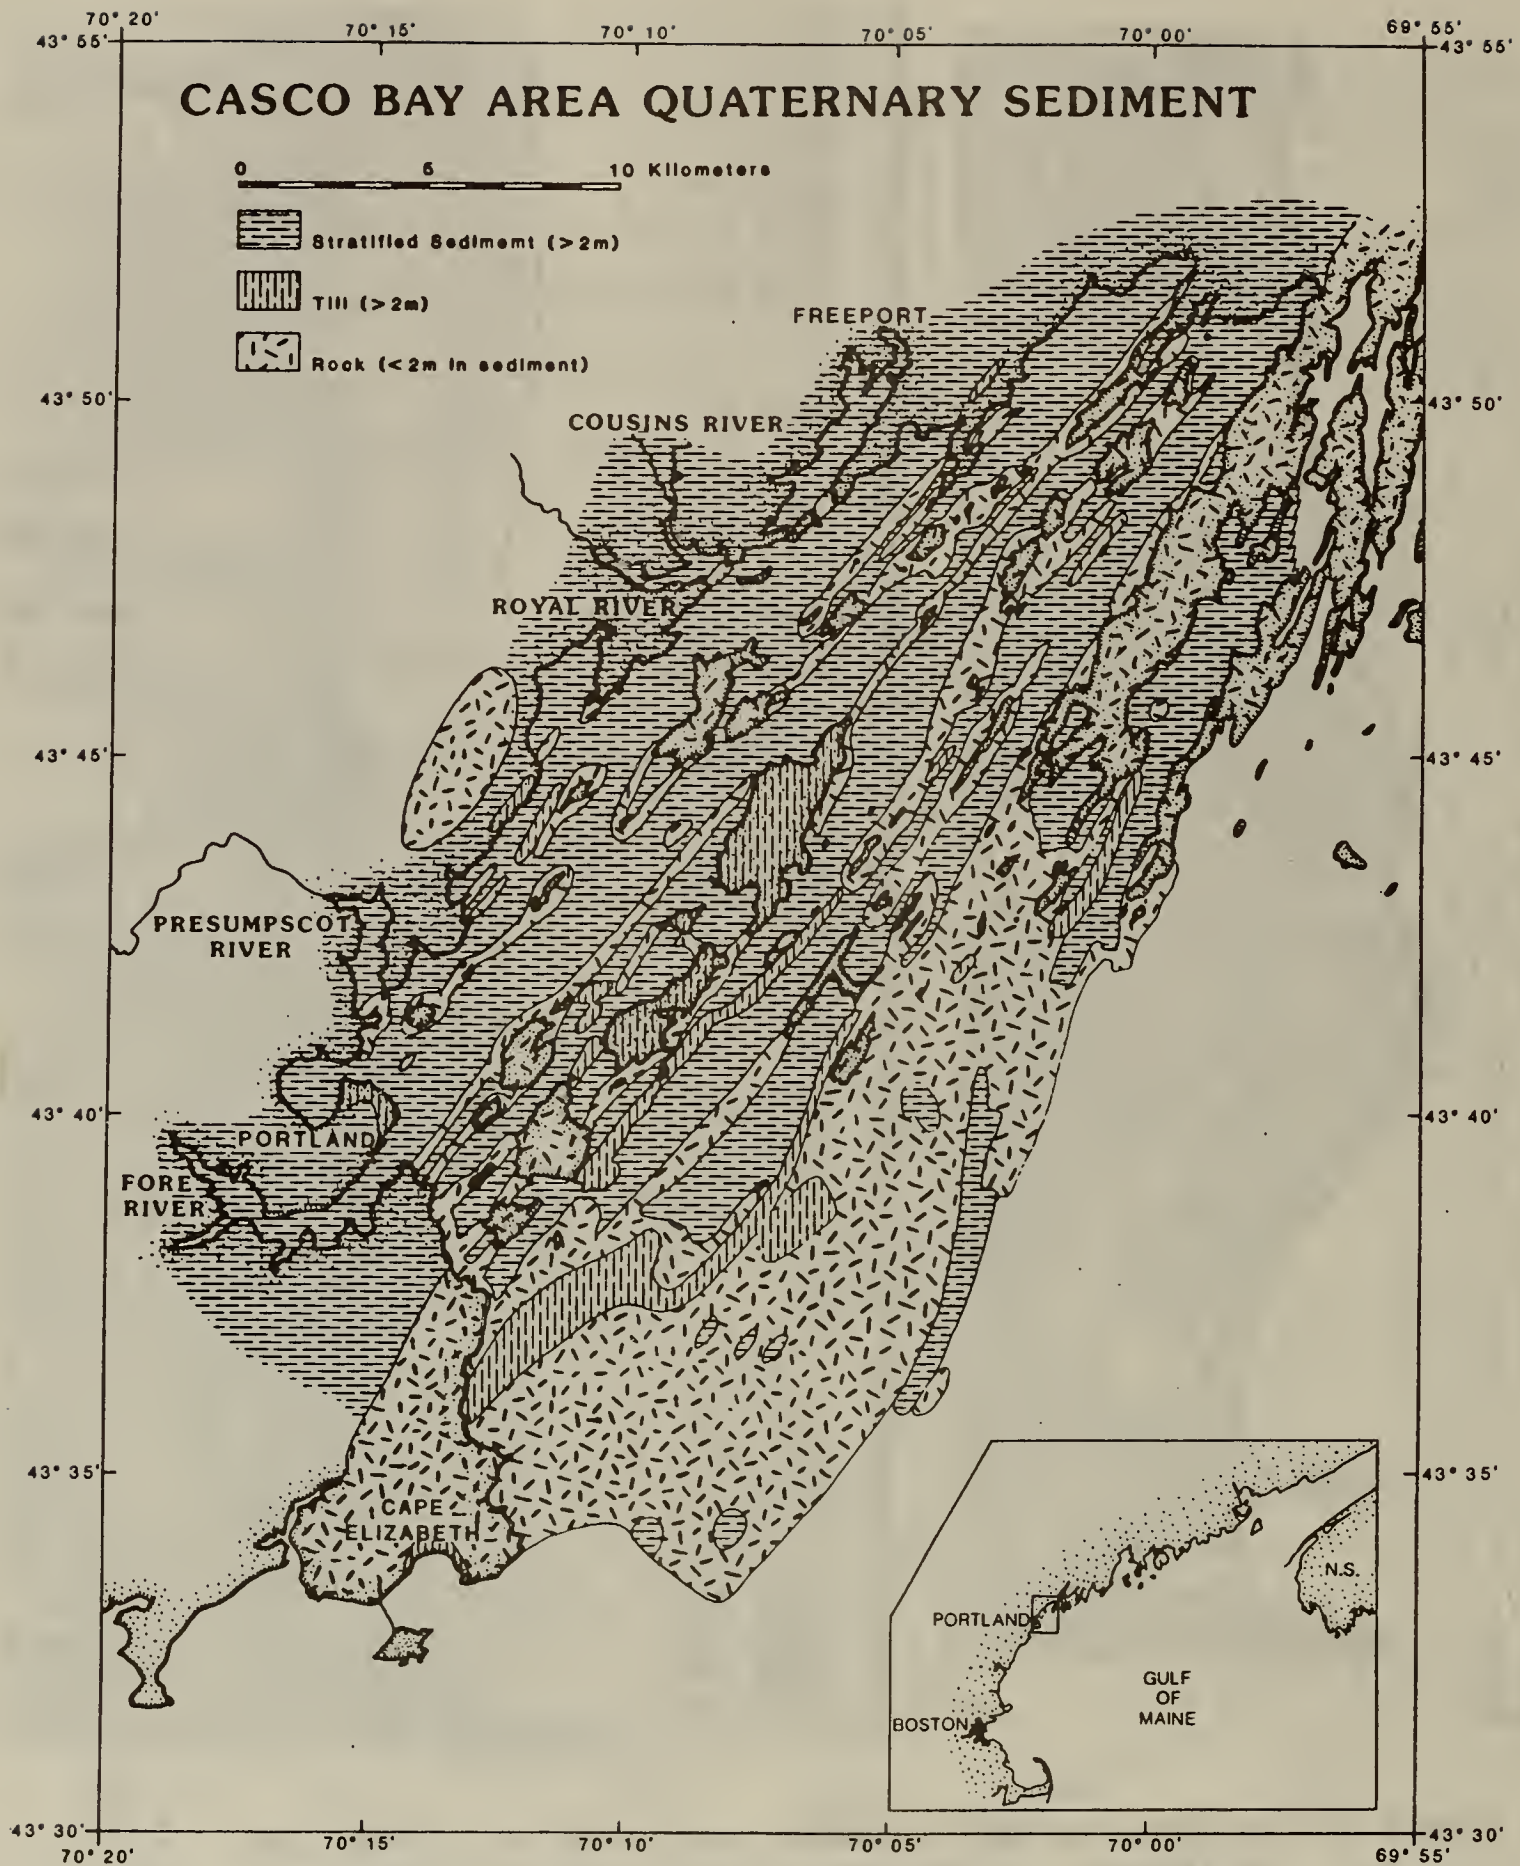 70° 20'
70° 15'
70° 10'
70° 05'
70° 00'
69° 55'
43° 55'
43° 55'
CASCO BAY AREA QUATERNARY SEDIMENT
0 5 10 Kilometers
Stratified Sediment (>2m)
Till (>2m)
Rock (<2m in sediment)
FREEPORT
43° 50'
43° 50'
COUSINS RIVER
ROYAL RIVER
43° 45'
43° 45'
PRESUMPSCOT
RIVER
43° 40'
43° 40'
PORTLAND
FORE
RIVER
43° 35'
43° 35'
CAPE
ELIZABETH
N.S.
PORTLAND
GULF
OF
MAINE
BOSTON
43° 30'
43° 30'
70° 20'
70° 15'
70° 10'
70° 05'
70° 00'
69° 55'